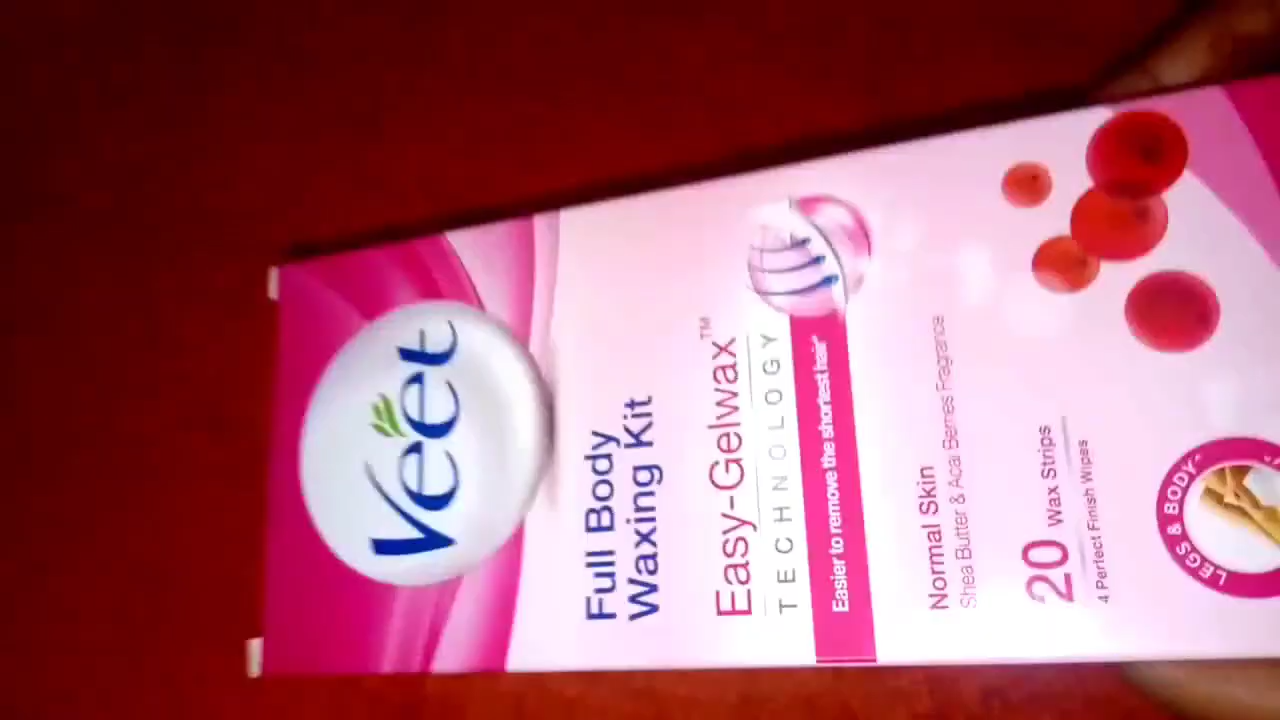 Veet
Full Body
Waxing Kit
Easy-Gelwax™
TECHNOLOGY
Easier to remove the shortest hair*
Normal Skin
Shea Butter & Acai Berries Fragrance
20 Wax Strips
4 Perfect Finish Wipes
LEGS & BODY